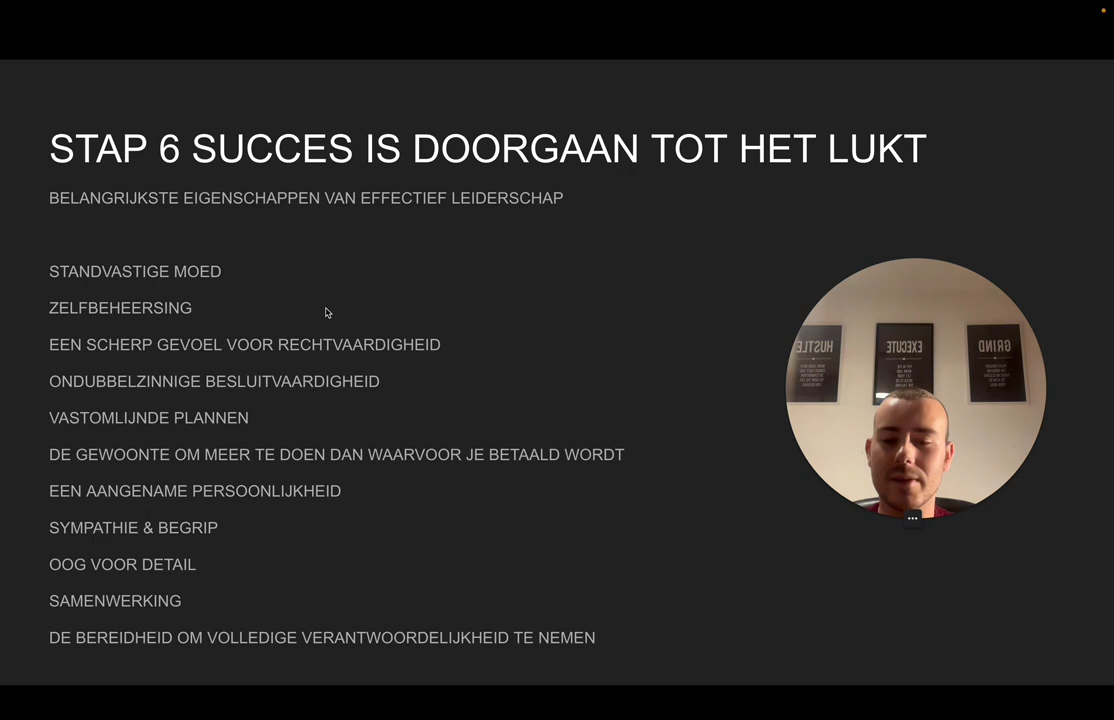 STAP 6 SUCCES IS DOORGAAN TOT HET LUKT
BELANGRIJKSTE EIGENSCHAPPEN VAN EFFECTIEF LEIDERSCHAP
STANDVASTIGE MOED
ZELFBEHEERSING
EEN SCHERP GEVOEL VOOR RECHTVAARDIGHEID
ONDUBBELZINNIGE BESLUITVAARDIGHEID
VASTOMLIJNDE PLANNEN
DE GEWOONTE OM MEER TE DOEN DAN WAARVOOR JE BETAALD WORDT
EEN AANGENAME PERSOONLIJKHEID
SYMPATHIE & BEGRIP
OOG VOOR DETAIL
SAMENWERKING
DE BEREIDHEID OM VOLLEDIGE VERANTWOORDELIJKHEID TE NEMEN
HUSTLE
EXECUTE
GRIND